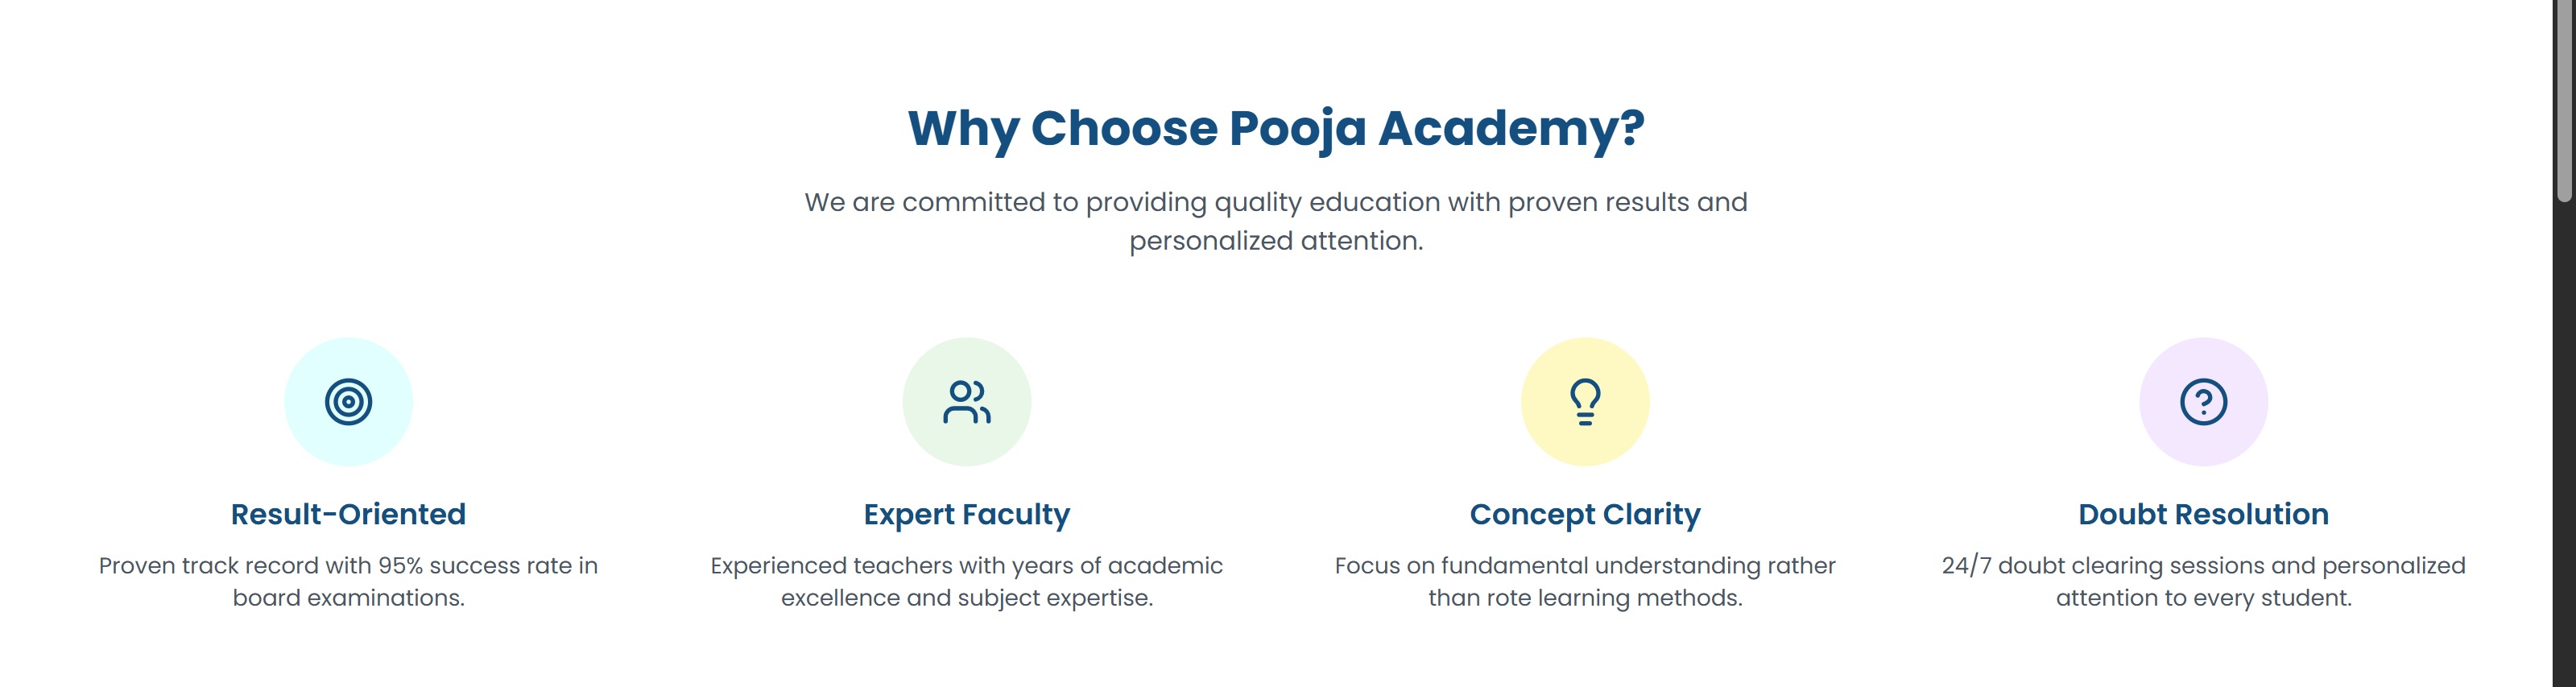 Why Choose Pooja Academy?
We are committed to providing quality education with proven results and
personalized attention.
Result-Oriented
Proven track record with 95% success rate in
board examinations.
Expert Faculty
Experienced teachers with years of academic
excellence and subject expertise.
Concept Clarity
Focus on fundamental understanding rather
than rote learning methods.
Doubt Resolution
24/7 doubt clearing sessions and personalized
attention to every student.